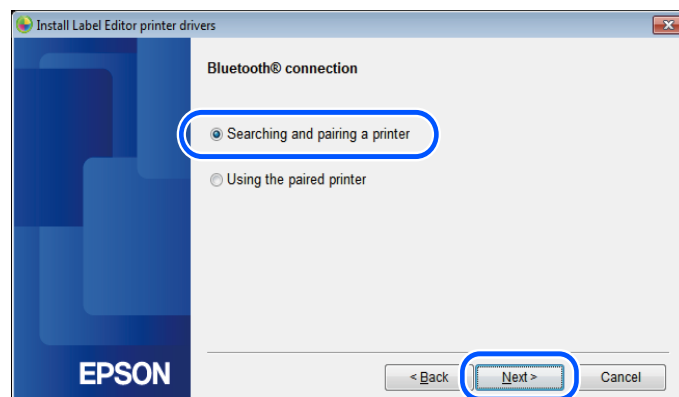 Install Label Editor printer drivers
Bluetooth® connection
Searching and pairing a printer
Using the paired printer
EPSON
< Back
Next >
Cancel